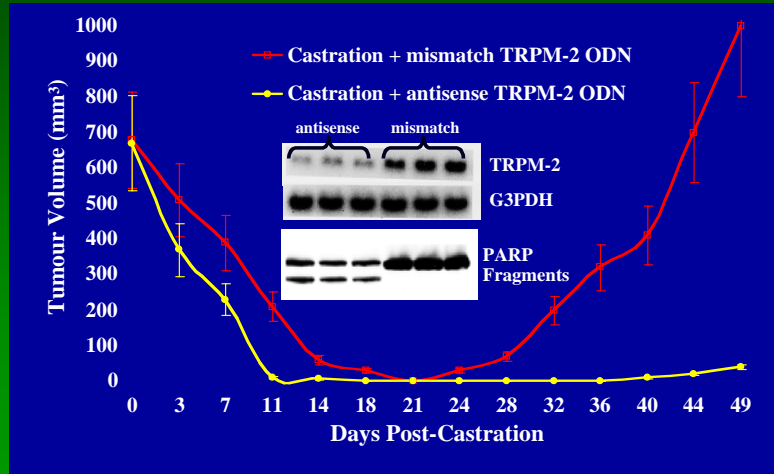 Castration + mismatch TRPM-2 ODN
Castration + antisense TRPM-2 ODN
antisense mismatch
TRPM-2
G3PDH
PARP
Fragments
Tumour Volume (mm³)
1000
900
800
700
600
500
400
300
200
100
0
0 3 7 11 14 18 21 24 28 32 36 40 44 49
Days Post-Castration